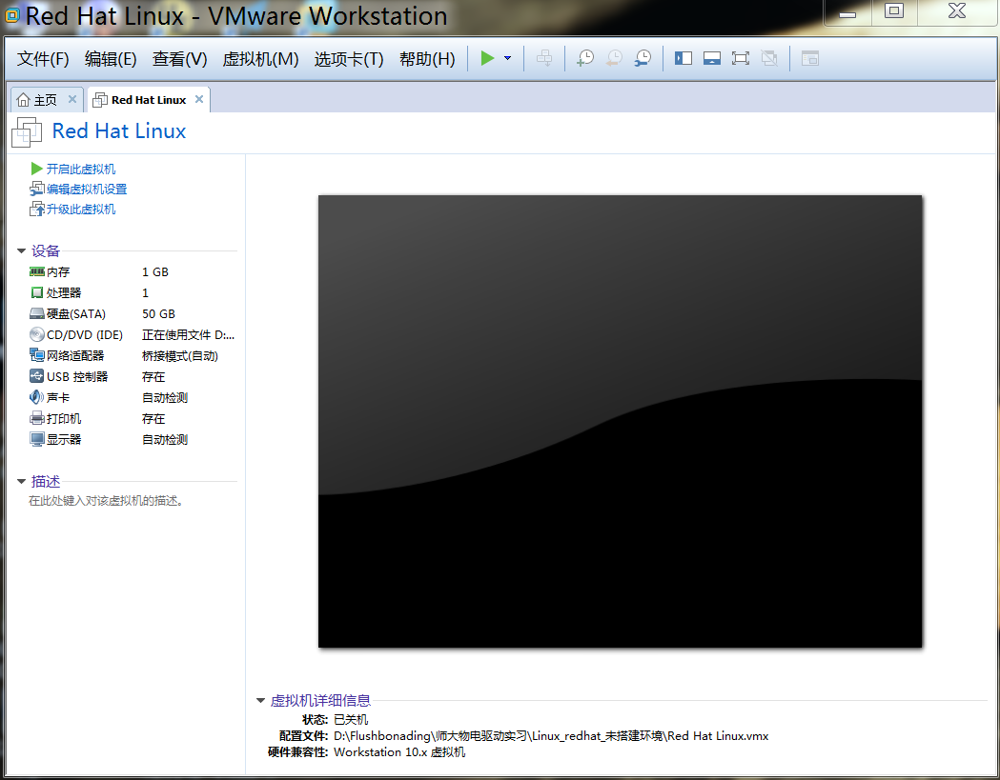 Red Hat Linux - VMware Workstation
文件(F) 编辑(E) 查看(V) 虚拟机(M) 选项卡(T) 帮助(H)
主页 Red Hat Linux
Red Hat Linux
开启此虚拟机
编辑虚拟机设置
升级此虚拟机
设备
内存 1 GB
处理器 1
硬盘(SATA) 50 GB
CD/DVD (IDE) 正在使用文件 D:...
网络适配器 桥接模式(自动)
USB 控制器 存在
声卡 自动检测
打印机 存在
显示器 自动检测
描述
在此处键入对该虚拟机的描述。
虚拟机详细信息
状态: 已关机
配置文件: D:\Flushbonading\师大物电驱动实习\Linux_redhat_未搭建环境\Red Hat Linux.vmx
硬件兼容性: Workstation 10.x 虚拟机